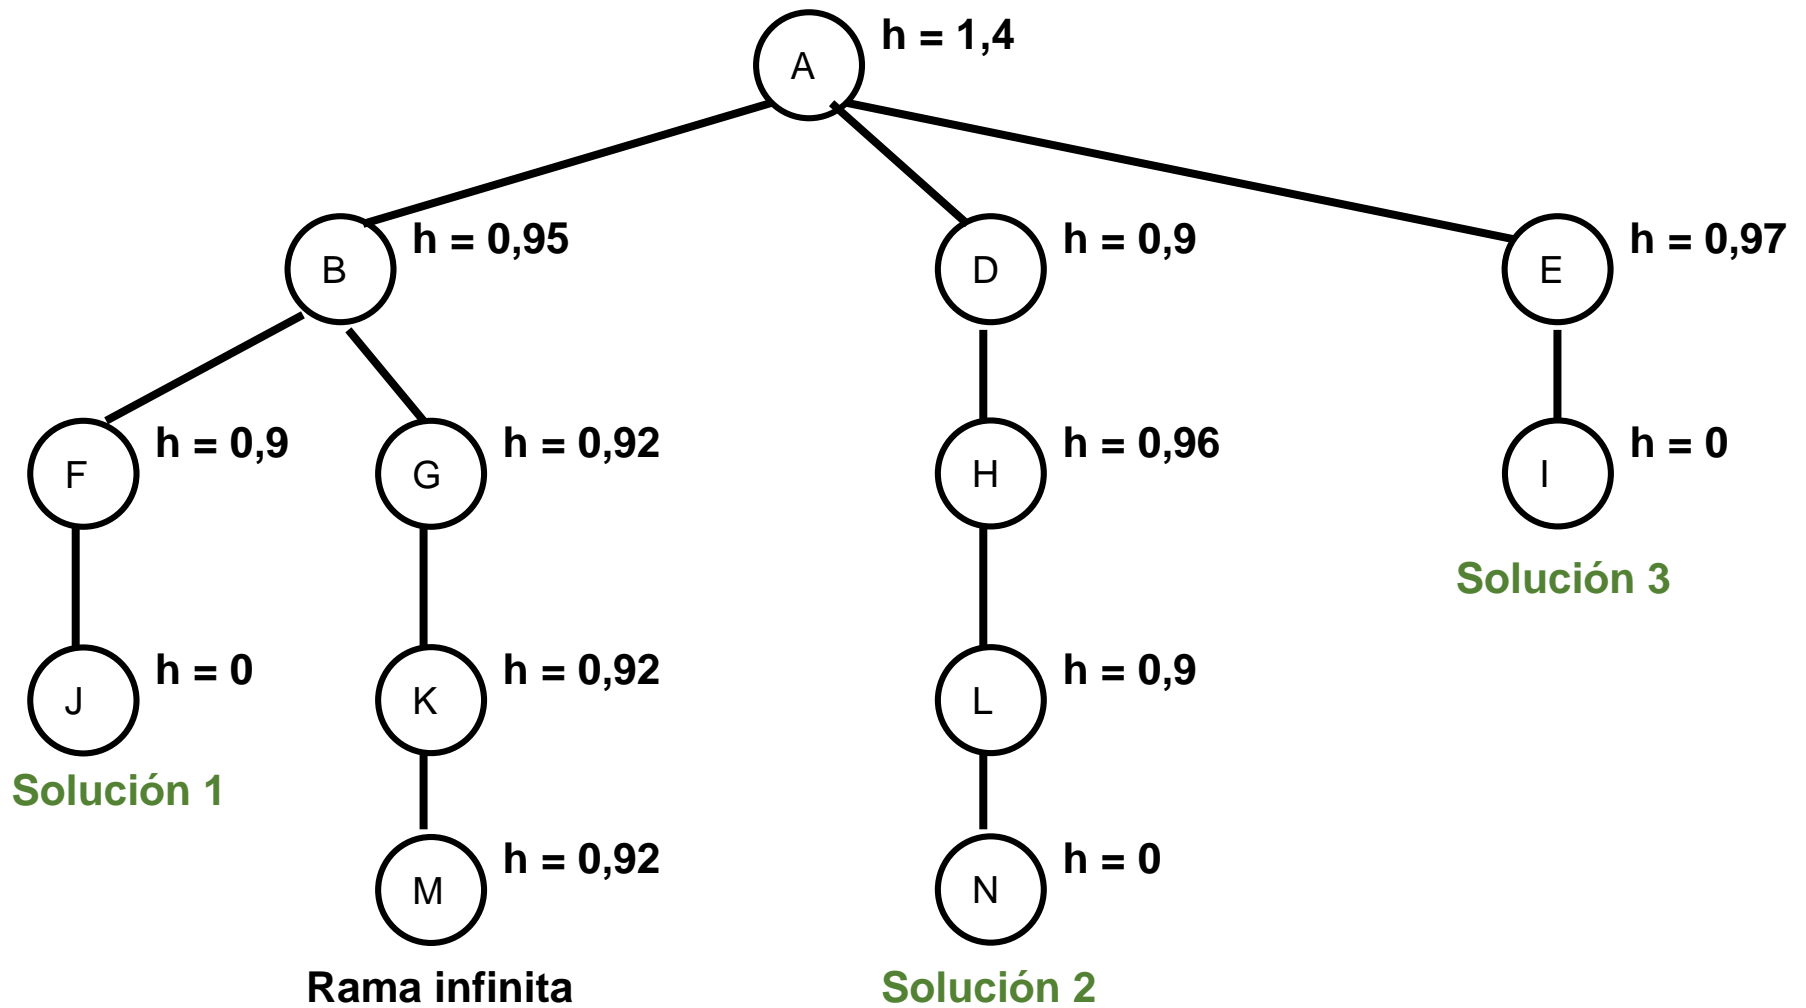 A
h = 1,4
B
h = 0,95
D
h = 0,9
E
h = 0,97
F
h = 0,9
G
h = 0,92
H
h = 0,96
I
h = 0
Solución 3
J
h = 0
K
h = 0,92
L
h = 0,9
Solución 1
M
h = 0,92
N
h = 0
Rama infinita
Solución 2